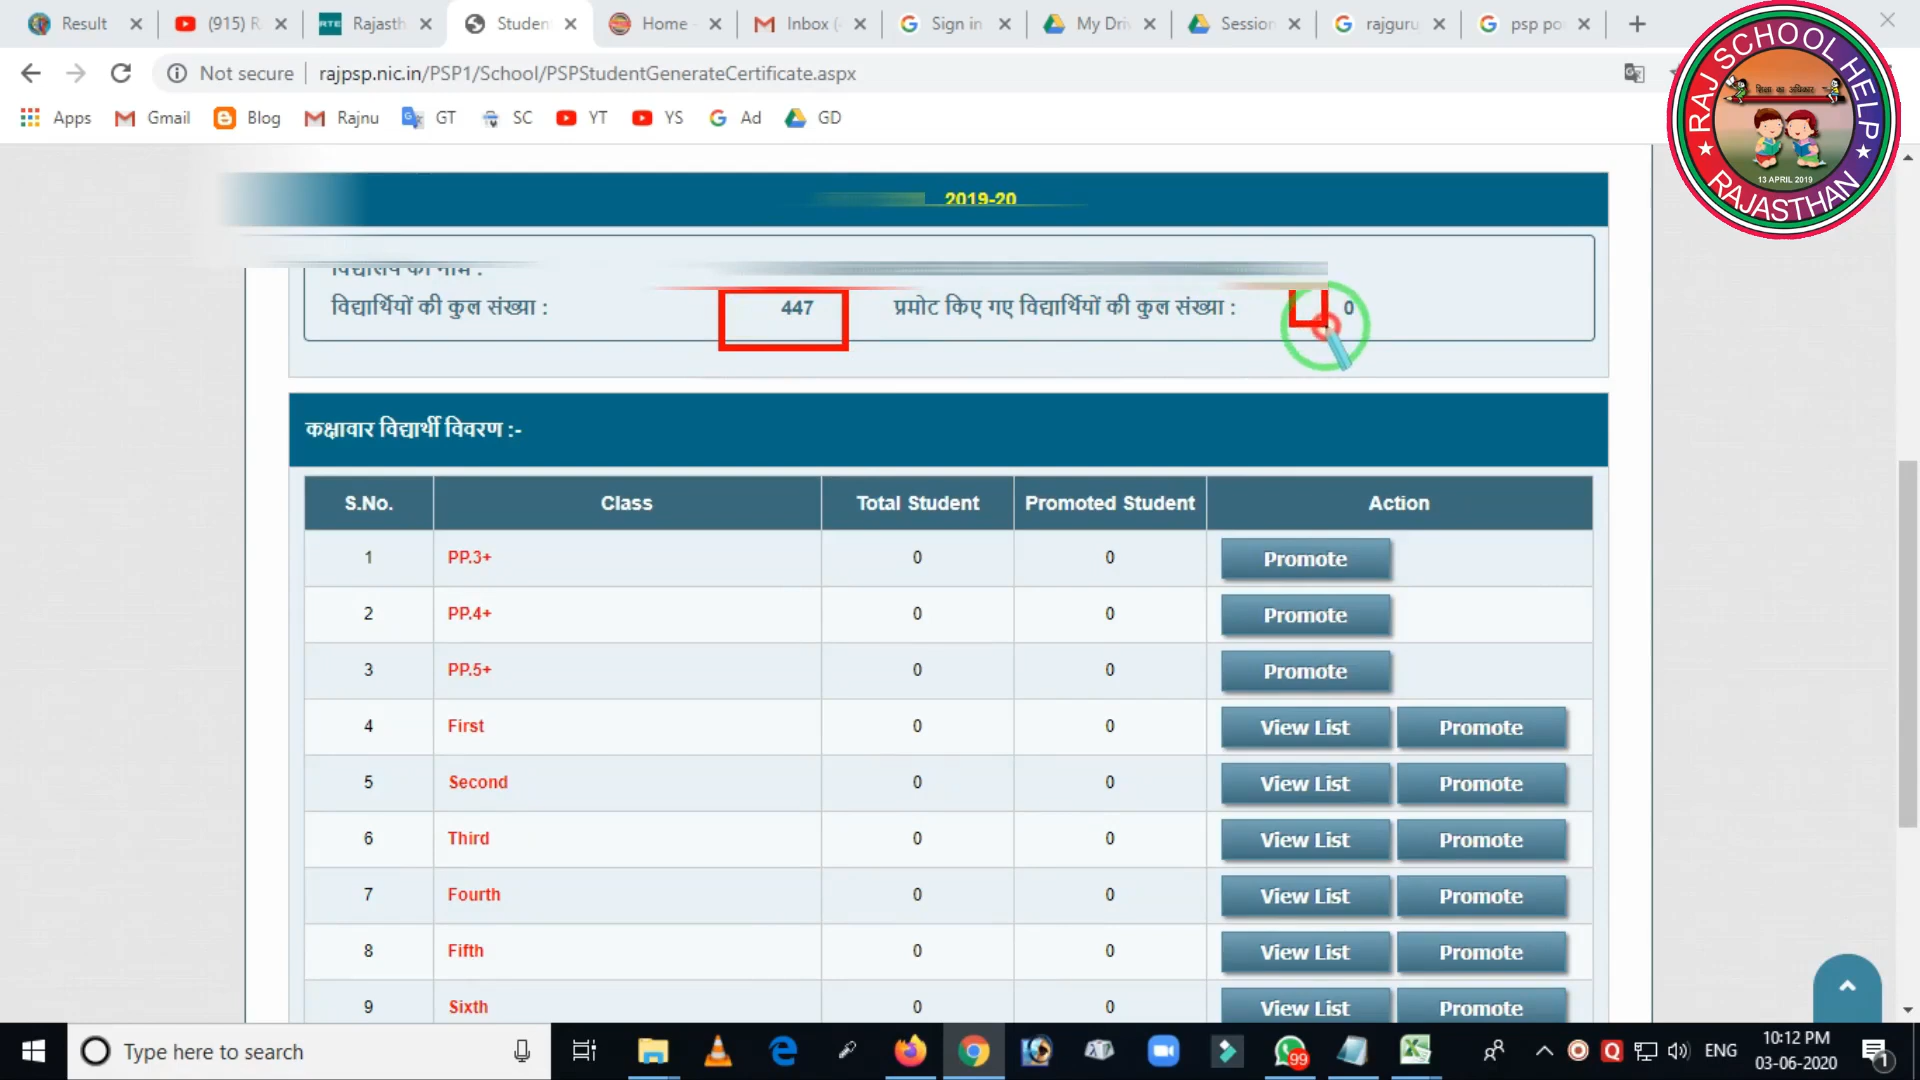 Result
(915) R
Rajasth
Studen
Home -
Inbox (
Sign in
My Dri
Session
rajguru
psp po
Not secure
rajpsp.nic.in/PSP1/School/PSPStudentGenerateCertificate.aspx
Apps
Gmail
Blog
Rajnu
GT
SC
YT
YS
Ad
GD
RAJ SCHOOL HELP
शिक्षा का अधिकार
13 APRIL 2019
RAJASTHAN
2019-20
विद्यालय का नाम :
विद्यार्थियों की कुल संख्या : 447 प्रमोट किए गए विद्यार्थियों की कुल संख्या : 0
कक्षावार विद्यार्थी विवरण :-
S.No. Class Total Student Promoted Student Action
1 PP.3+ 0 0 Promote
2 PP.4+ 0 0 Promote
3 PP.5+ 0 0 Promote
4 First 0 0 View List Promote
5 Second 0 0 View List Promote
6 Third 0 0 View List Promote
7 Fourth 0 0 View List Promote
8 Fifth 0 0 View List Promote
9 Sixth 0 0 View List Promote
Type here to search
99
ENG
10:12 PM
03-06-2020
1